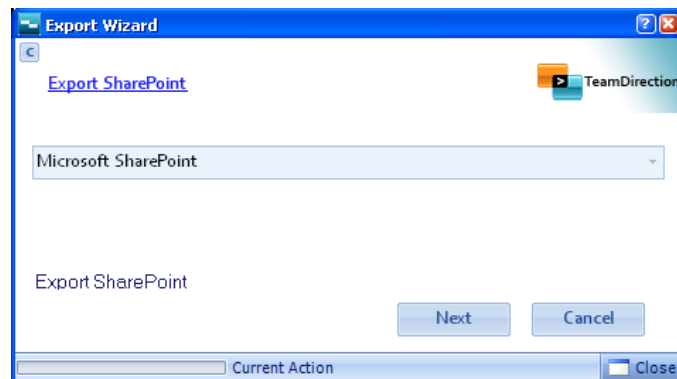 Export Wizard
?
C
Export SharePoint
TeamDirection
Microsoft SharePoint
Export SharePoint
Next Cancel
Current Action Close